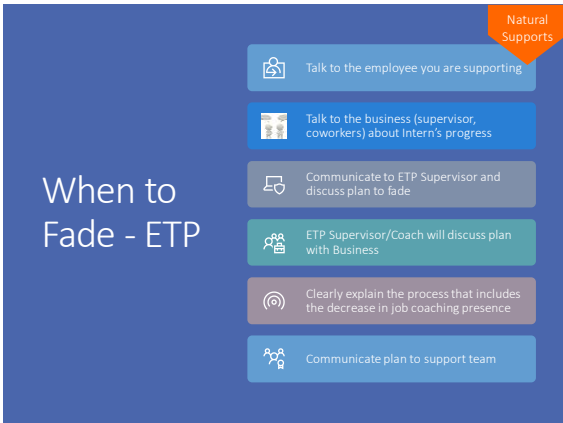 Natural
Supports
When to
Fade - ETP
Talk to the employee you are supporting
Talk to the business (supervisor,
coworkers) about Intern's progress
Communicate to ETP Supervisor and
discuss plan to fade
ETP Supervisor/Coach will discuss plan
with Business
Clearly explain the process that includes
the decrease in job coaching presence
Communicate plan to support team